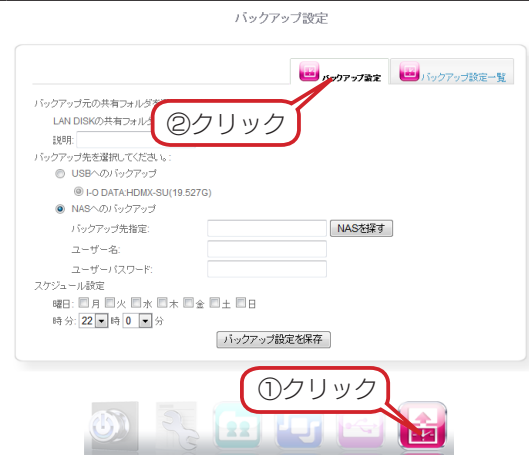 バックアップ設定
バックアップ設定
バックアップ設定一覧
バックアップ元の共有フォルダを
LAN DISKの共有フォル
②クリック
説明:
バックアップ先を選択してください。:
USBへのバックアップ
I-O DATA:HDMX-SU(19.527G)
NASへのバックアップ
バックアップ先指定:
NASを探す
ユーザー名:
ユーザーパスワード:
スケジュール設定
曜日: 月 火 水 木 金 土 日
時分: 22 時 0 分
バックアップ設定を保存
①クリック